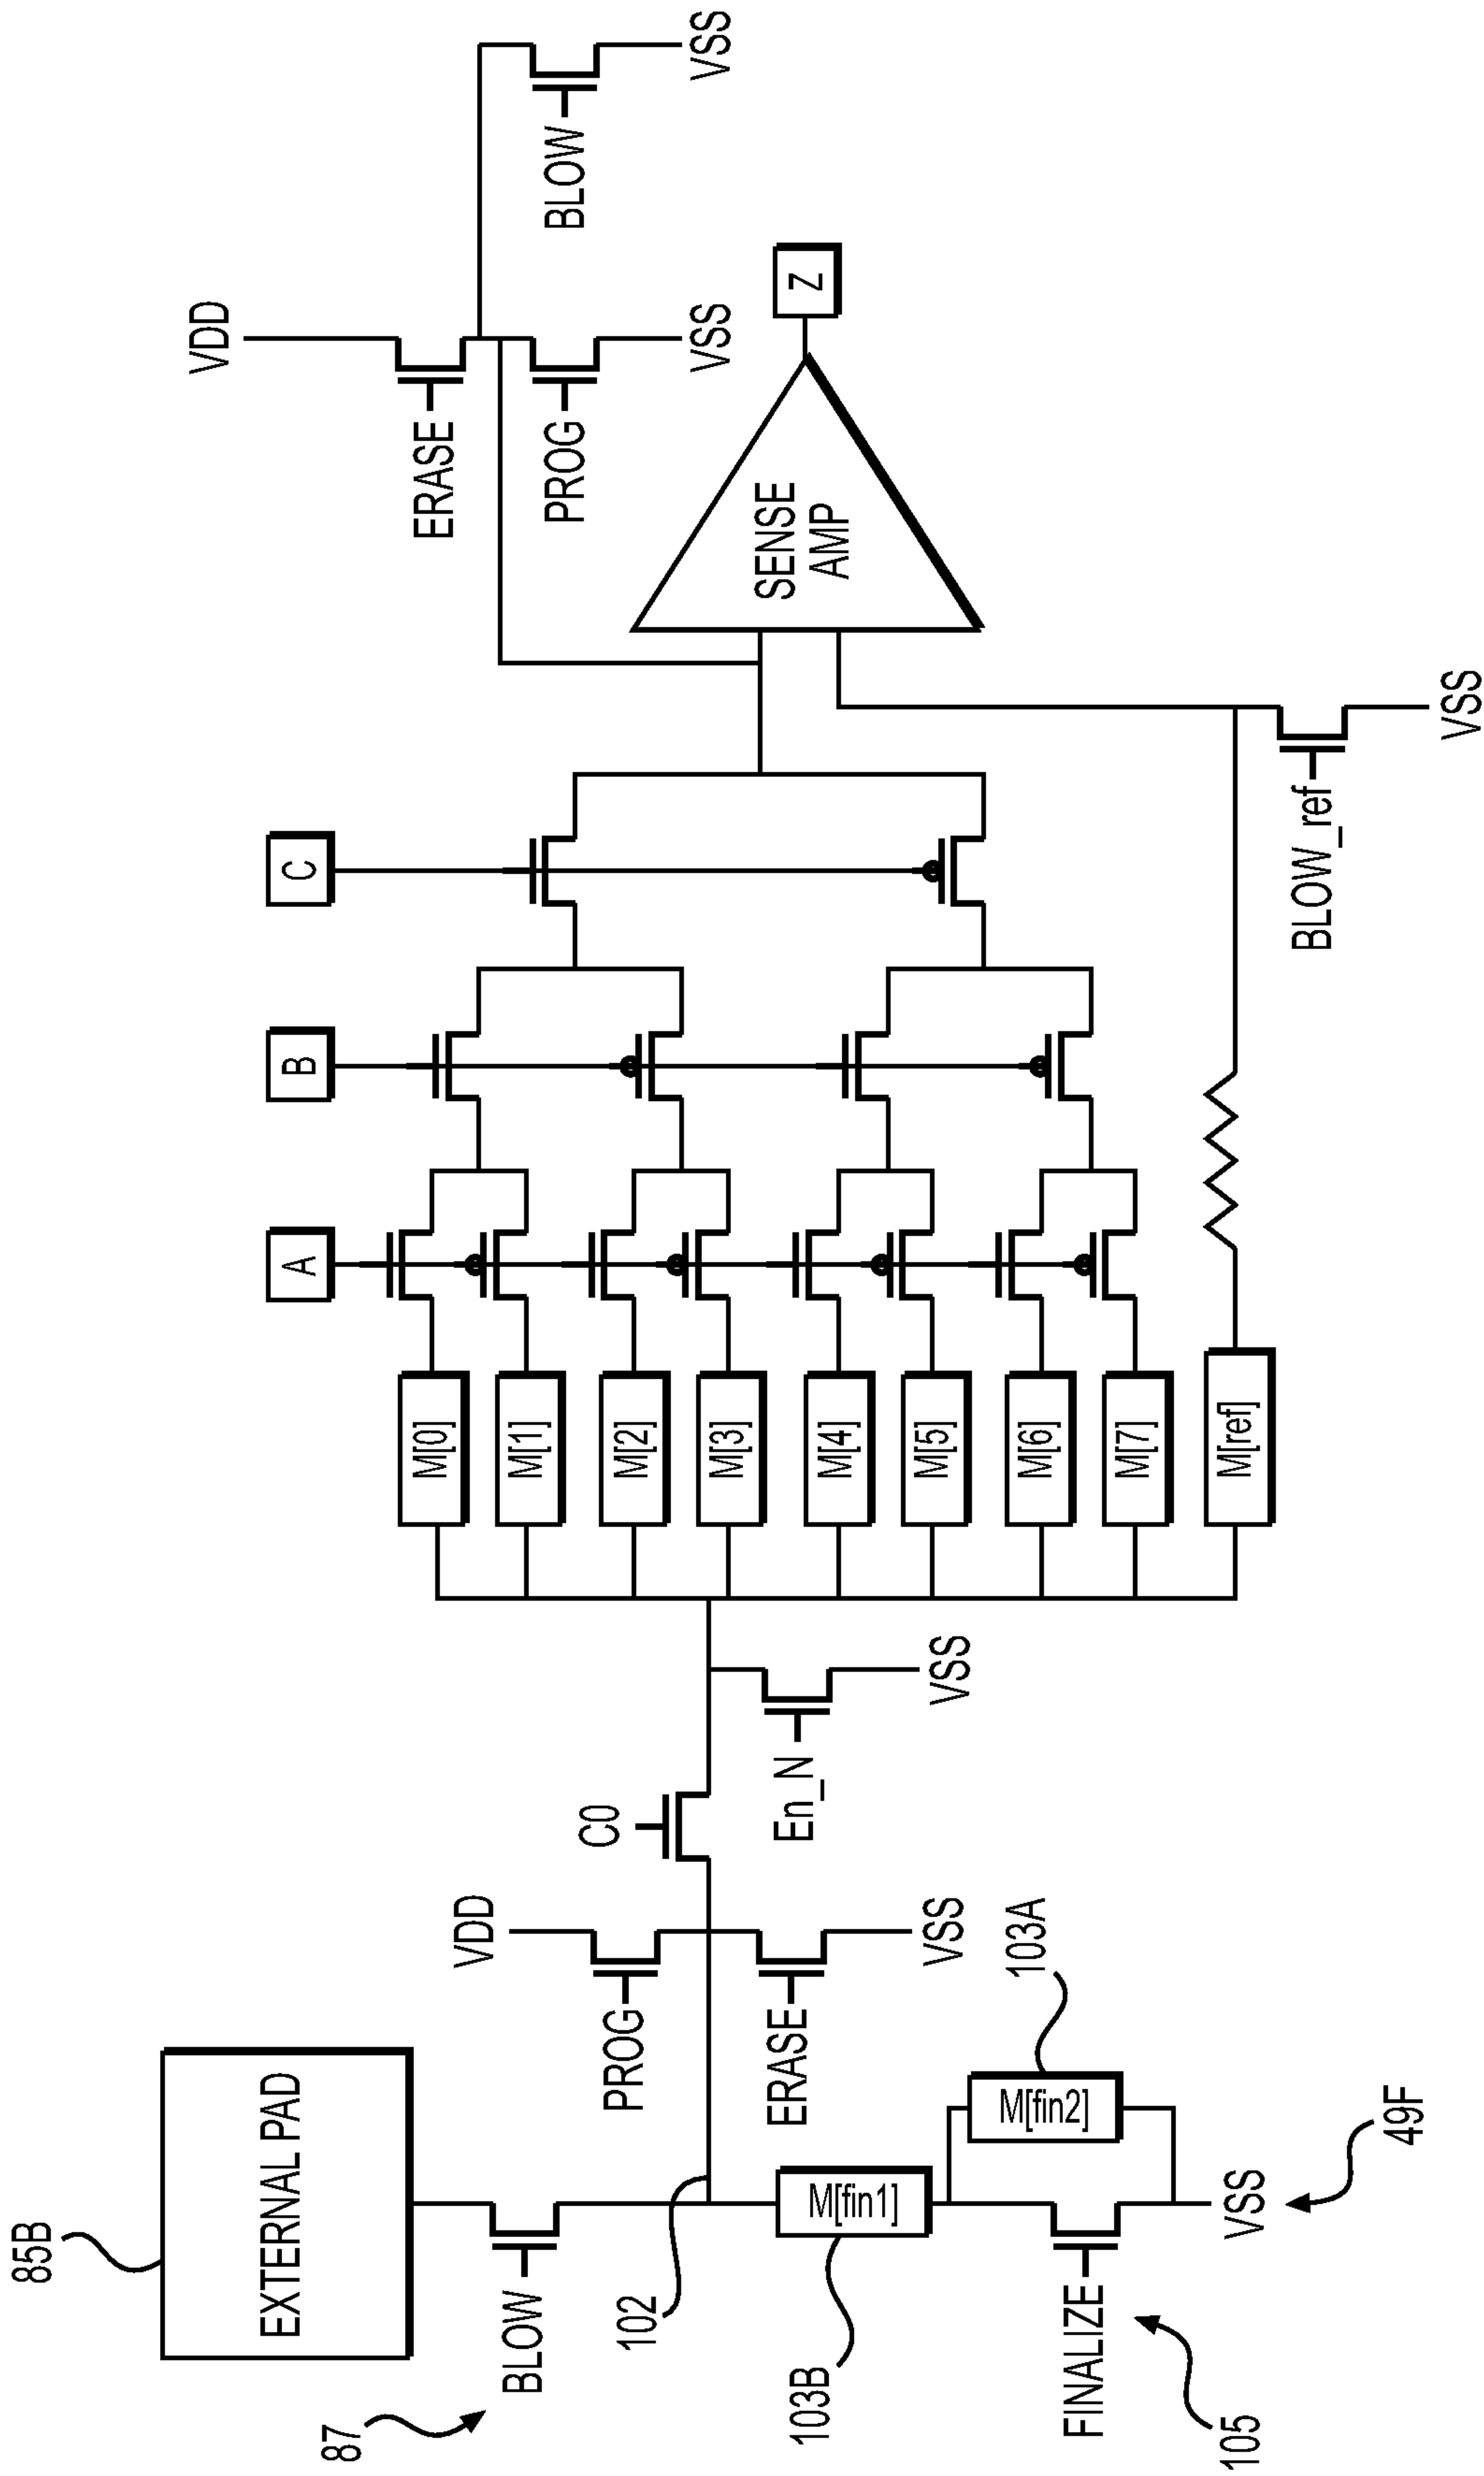 85B
EXTERNAL PAD
87
BLOW
102
103B
M[fin1]
M[fin2]
103A
FINALIZE
105
VSS
49F
VDD
PROG
ERASE
VSS
C0
En_N
VSS
M[0]
M[1]
M[2]
M[3]
M[4]
M[5]
M[6]
M[7]
M[ref]
A
B
C
BLOW_ref
VSS
SENSE
AMP
Z
VDD
ERASE
PROG
VSS
BLOW
VSS